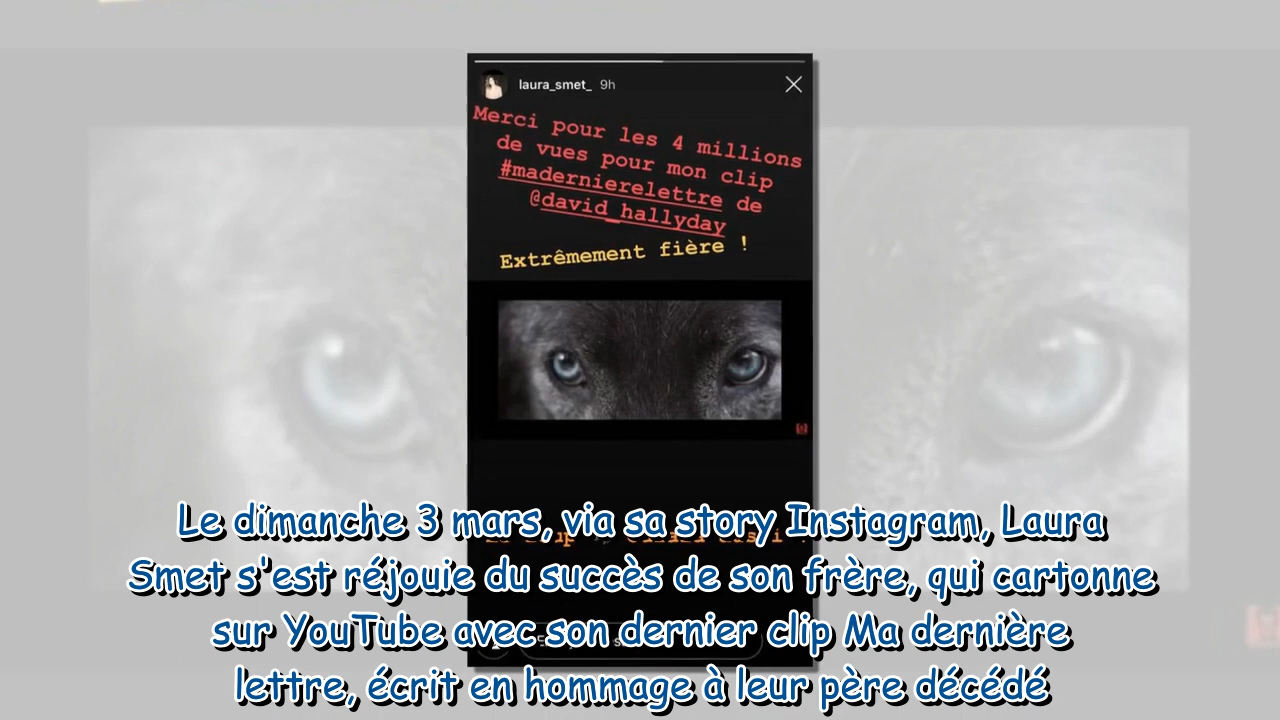 laura_smet_ 9h
Merci pour les 4 millions
de vues pour mon clip
#madernierelettre de
@david_hallyday
Extrêmement fière !
Le dimanche 3 mars, via sa story Instagram, Laura
Smet s'est réjouie du succès de son frère, qui cartonne
sur YouTube avec son dernier clip Ma dernière
lettre, écrit en hommage à leur père décédé